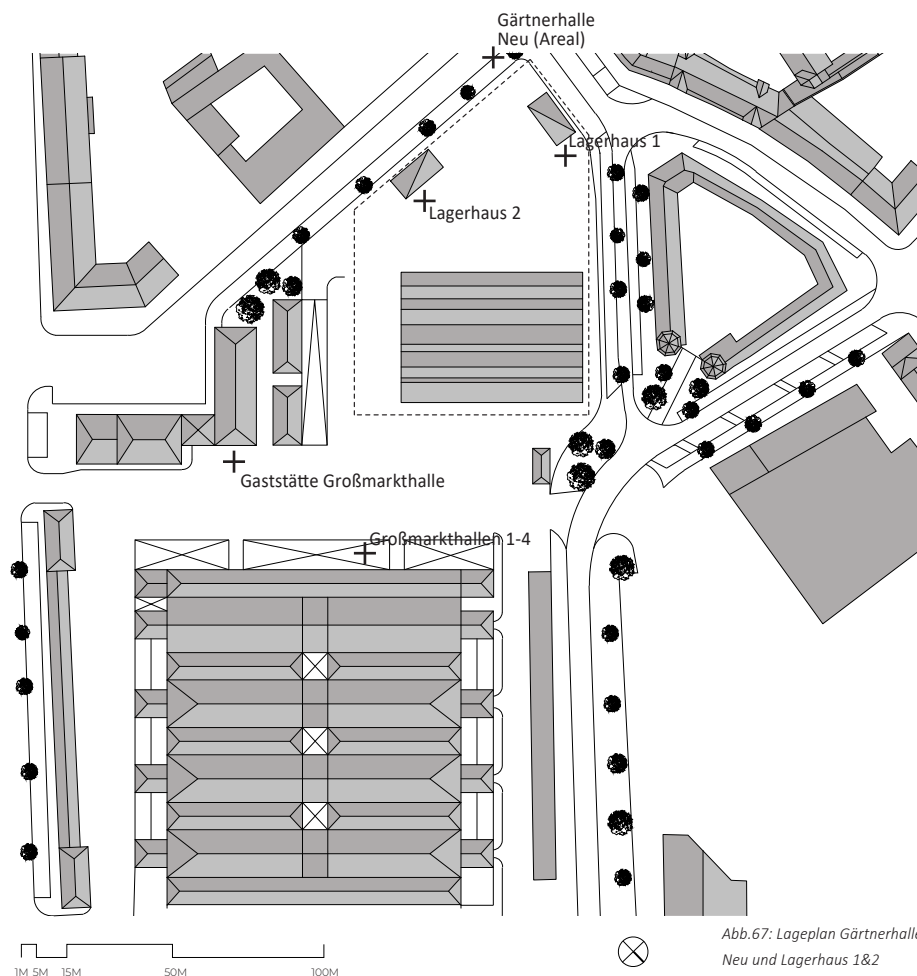 Gärtnerhalle
Neu (Areal)
Lagerhaus 1
Lagerhaus 2
Gaststätte Großmarkthalle
Großmarkthallen 1-4
1M 5M 15M 50M 100M
Abb.67: Lageplan Gärtnerhalle
Neu und Lagerhaus 1&2